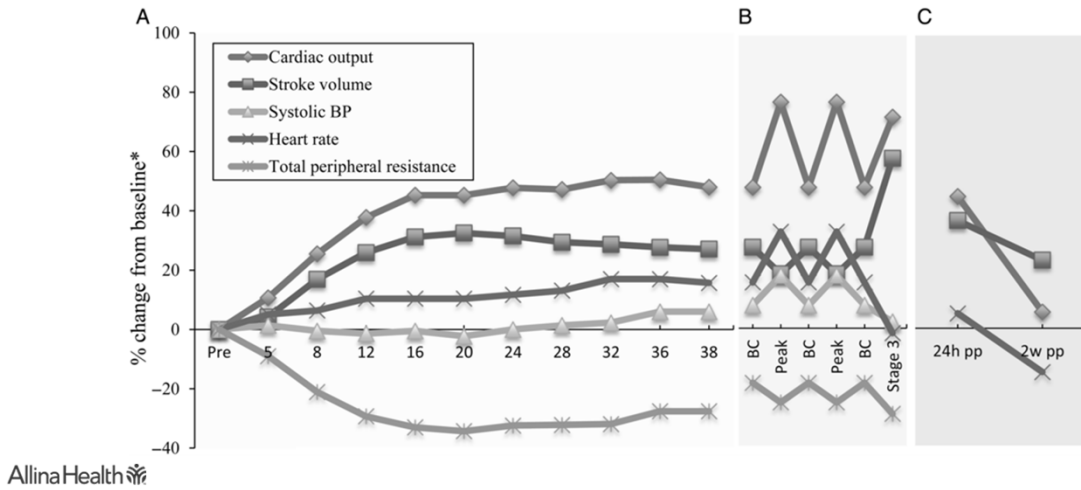 A
B
C
% change from baseline*
100
80
60
40
20
0
−20
−40
Cardiac output
Stroke volume
Systolic BP
Heart rate
Total peripheral resistance
Pre 5 8 12 16 20 24 28 32 36 38
BC Peak BC Peak BC Stage 3
24h pp 2w pp
AllinaHealth